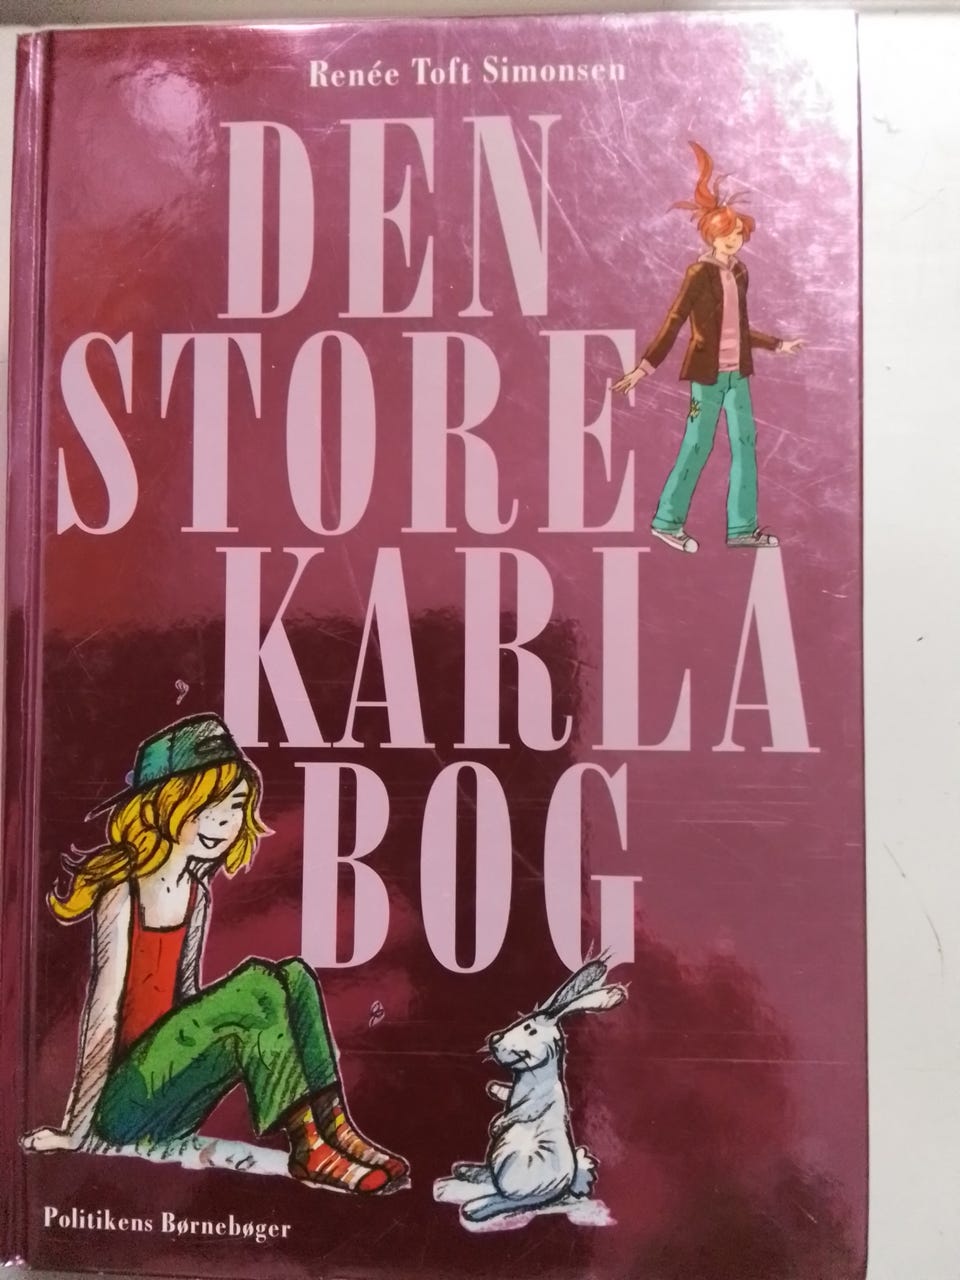 Renée Toft Simonsen
DEN
STORE
KARLA
BOG
Politikens Børnebøger